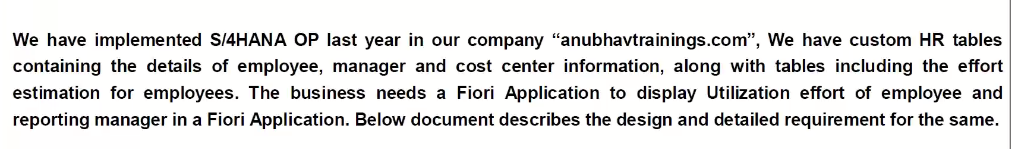 We have implemented S/4HANA OP last year in our company “anubhavtrainings.com”, We have custom HR tables
containing the details of employee, manager and cost center information, along with tables including the effort
estimation for employees. The business needs a Fiori Application to display Utilization effort of employee and
reporting manager in a Fiori Application. Below document describes the design and detailed requirement for the same.